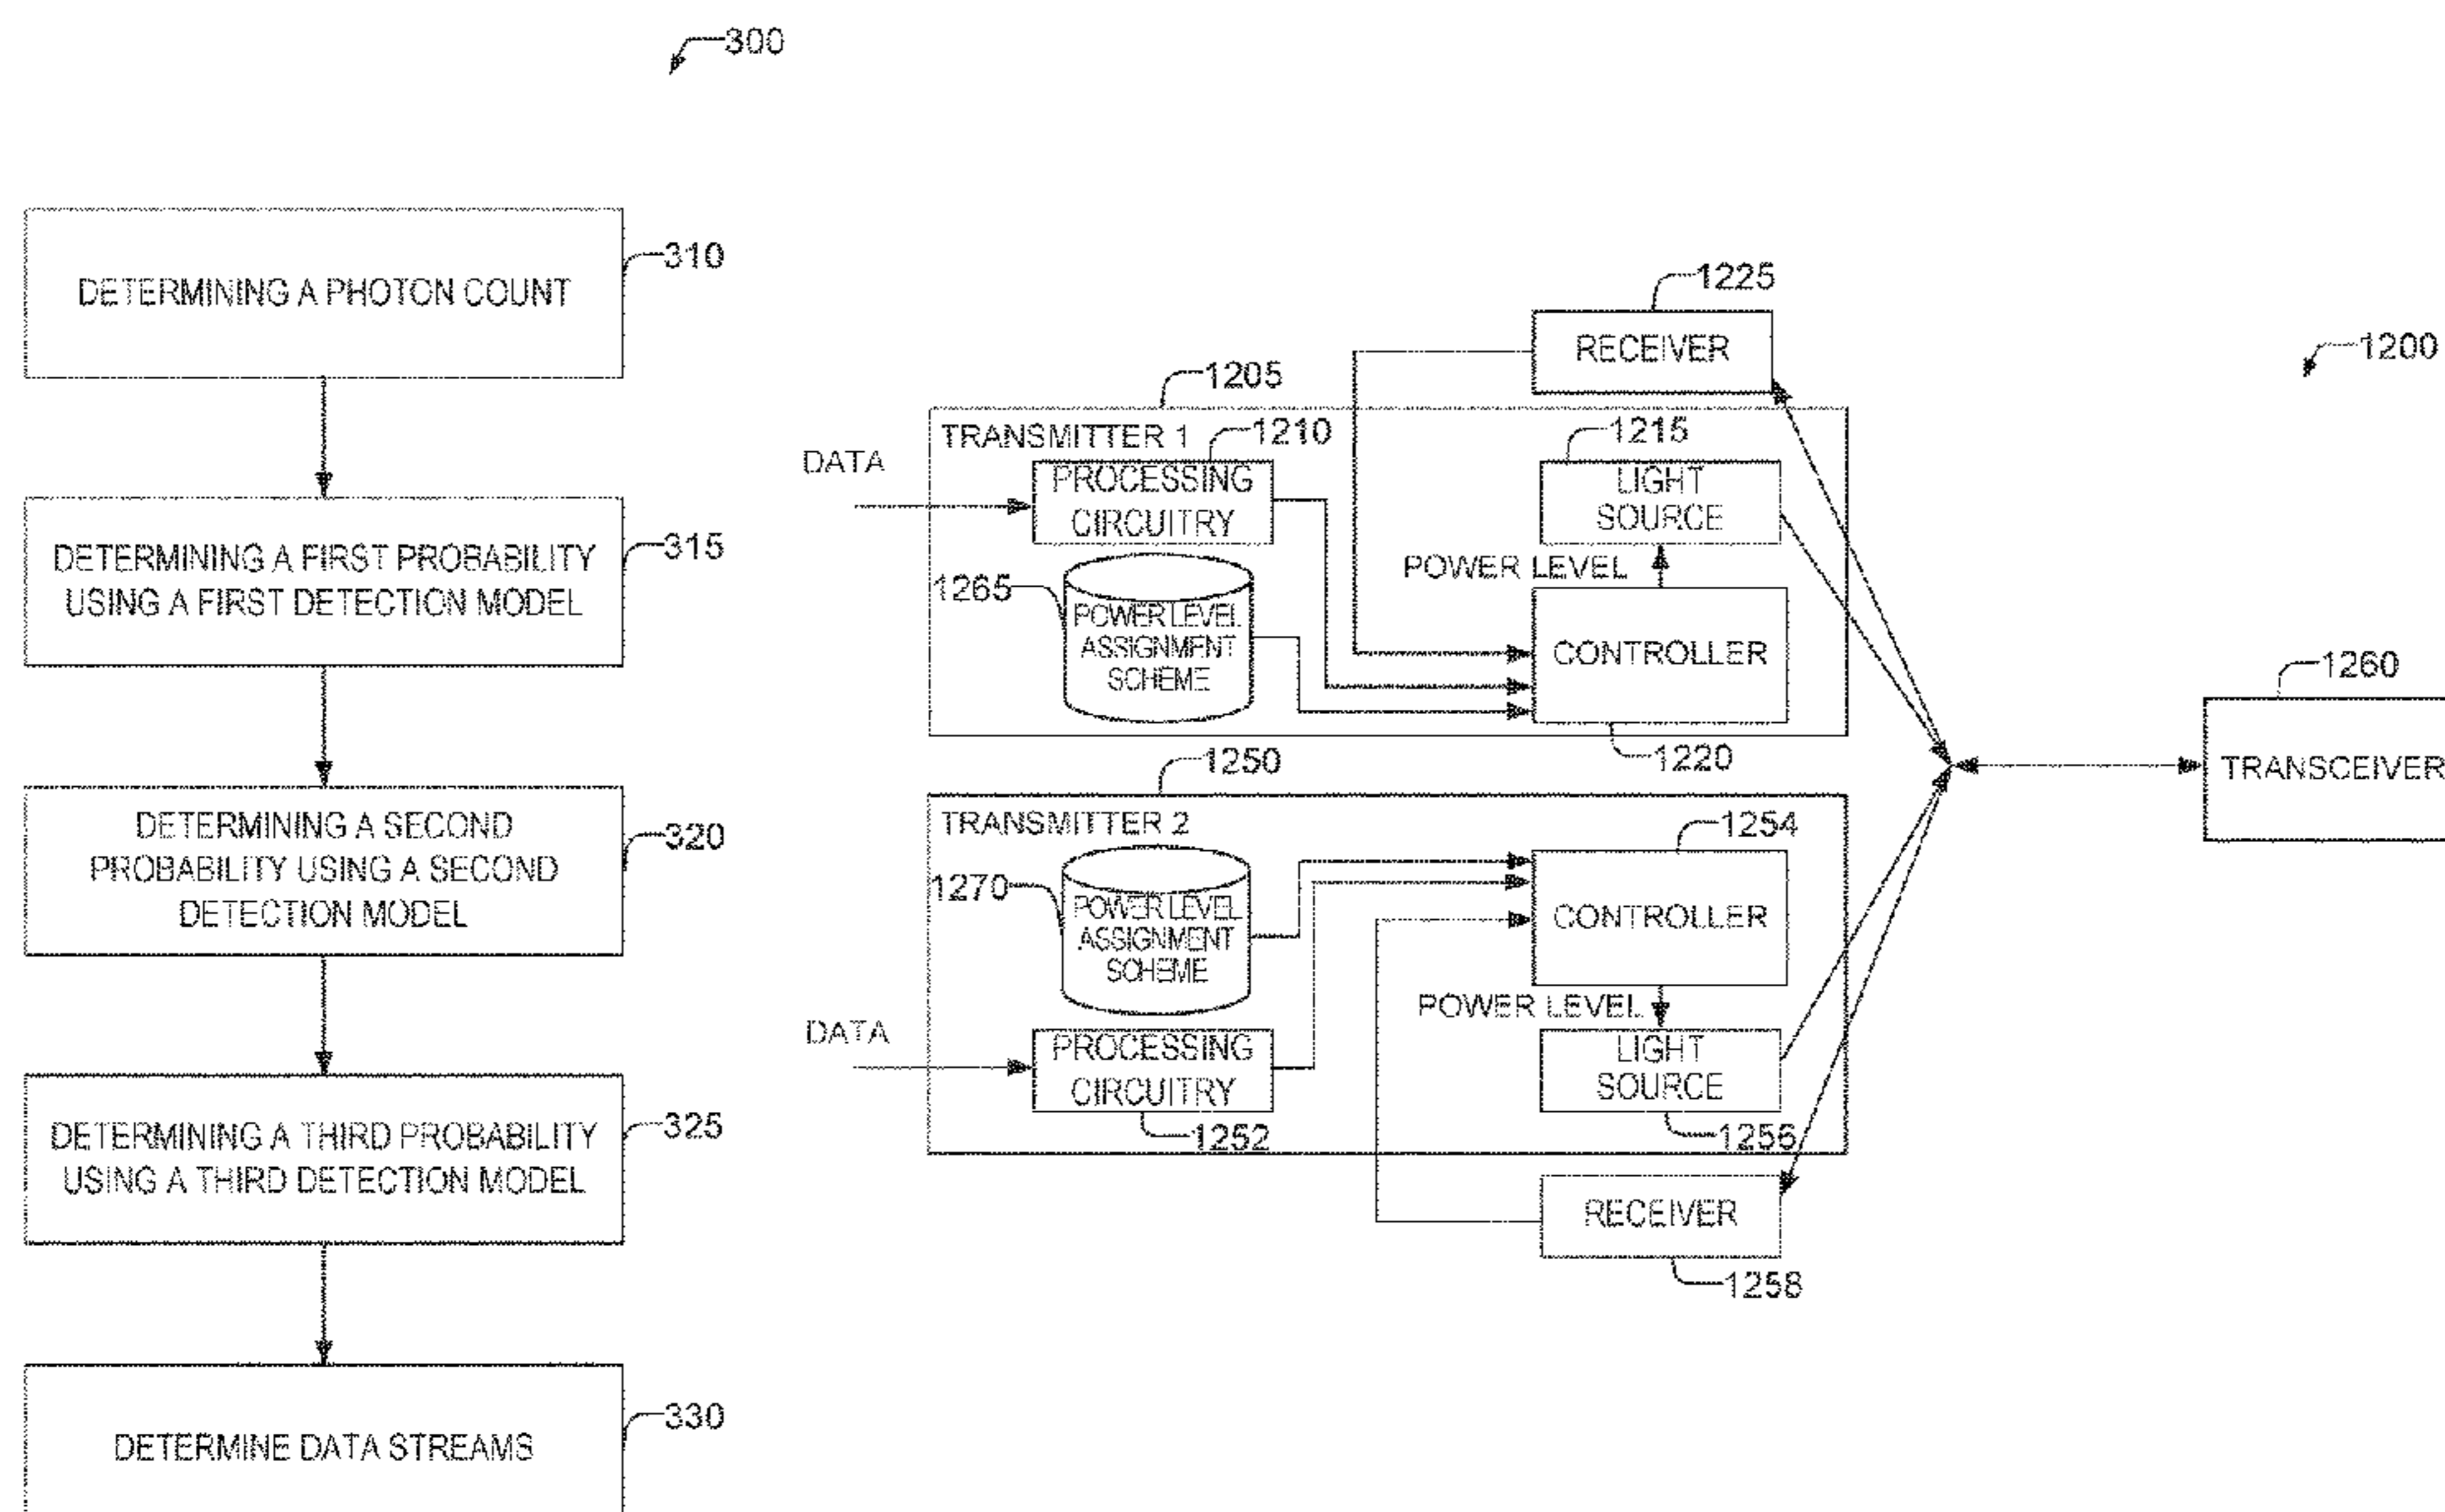 300
DETERMINING A PHOTON COUNT
310
DETERMINING A FIRST PROBABILITY
USING A FIRST DETECTION MODEL
315
DETERMINING A SECOND
PROBABILITY USING A SECOND
DETECTION MODEL
320
DETERMINING A THIRD PROBABILITY
USING A THIRD DETECTION MODEL
325
DETERMINE DATA STREAMS
330
1200
1225
RECEIVER
1205
TRANSMITTER 1
DATA
1210
PROCESSING
CIRCUITRY
1215
LIGHT
SOURCE
POWER LEVEL
1265
POWER LEVEL
ASSIGNMENT
SCHEME
CONTROLLER
1220
1250
TRANSMITTER 2
1254
CONTROLLER
1270
POWER LEVEL
ASSIGNMENT
SCHEME
POWER LEVEL
DATA
PROCESSING
CIRCUITRY
1252
LIGHT
SOURCE
1256
RECEIVER
1258
1260
TRANSCEIVER